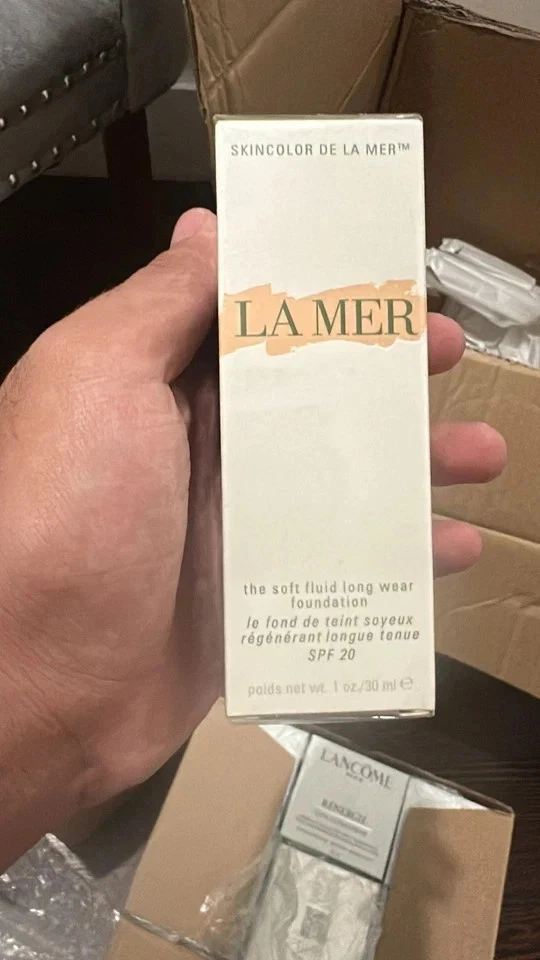 SKINCOLOR DE LA MER™
LA MER
the soft fluid long wear
foundation
le fond de teint soyeux
régénérant longue tenue
SPF 20
poids net wt. 1 oz./30 ml ℮
LANCÔME
RÉNERGIE